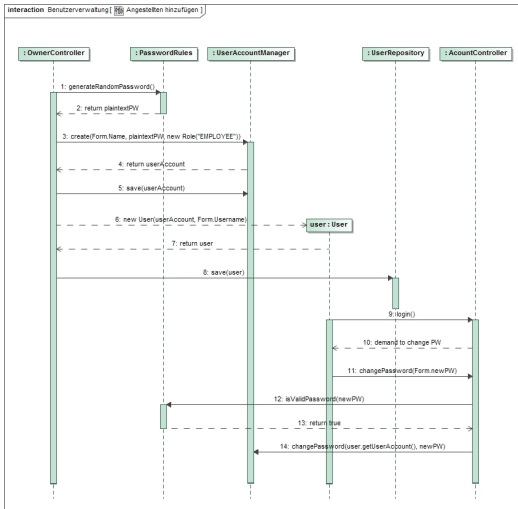 interaction Benutzerverwaltung [ Angestellten hinzufügen ]
: OwnerController
: PasswordRules
: UserAccountManager
: UserRepository
: AcountController
1: generateRandomPassword()
2: return plaintextPW
3: create(Form.Name, plaintextPW, new Role("EMPLOYEE"))
4: return userAccount
5: save(userAccount)
6: new User(userAccount, Form.Username)
user : User
7: return user
8: save(user)
9: login()
10: demand to change PW
11: changePassword(Form.newPW)
12: isValidPassword(newPW)
13: return true
14: changePassword(user.getUserAccount(), newPW)